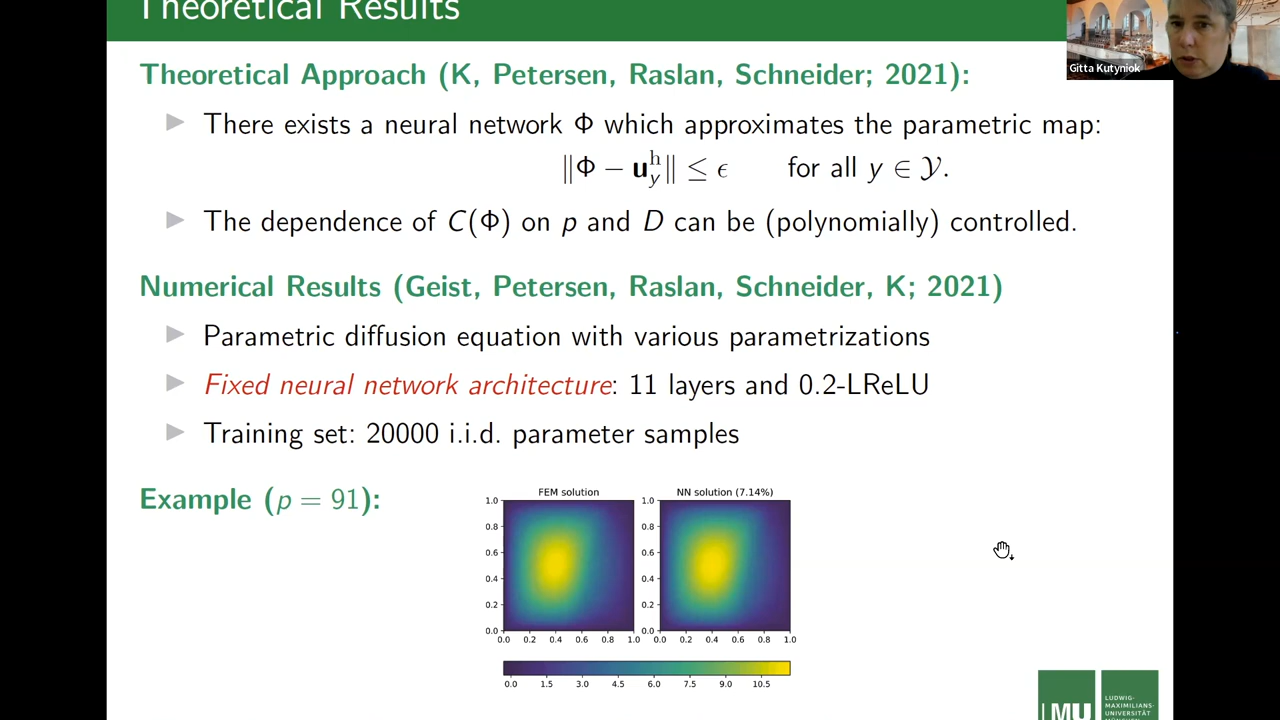 Theoretical Results
Gitta Kutyniok
Theoretical Approach (K, Petersen, Raslan, Schneider; 2021):
There exists a neural network Φ which approximates the parametric map:
‖Φ − u_y^h‖ ≤ ϵ for all y ∈ 𝒴.
The dependence of C(Φ) on p and D can be (polynomially) controlled.
Numerical Results (Geist, Petersen, Raslan, Schneider, K; 2021)
Parametric diffusion equation with various parametrizations
Fixed neural network architecture: 11 layers and 0.2-LReLU
Training set: 20000 i.i.d. parameter samples
Example (p = 91):
FEM solution
1.0
0.8
0.6
0.4
0.2
0.0
0.0 0.2 0.4 0.6 0.8 1.0
NN solution (7.14%)
1.0
0.8
0.6
0.4
0.2
0.0
0.0 0.2 0.4 0.6 0.8 1.0
0.0 1.5 3.0 4.5 6.0 7.5 9.0 10.5
LMU
LUDWIG-
MAXIMILIANS-
UNIVERSITÄT
MÜNCHEN